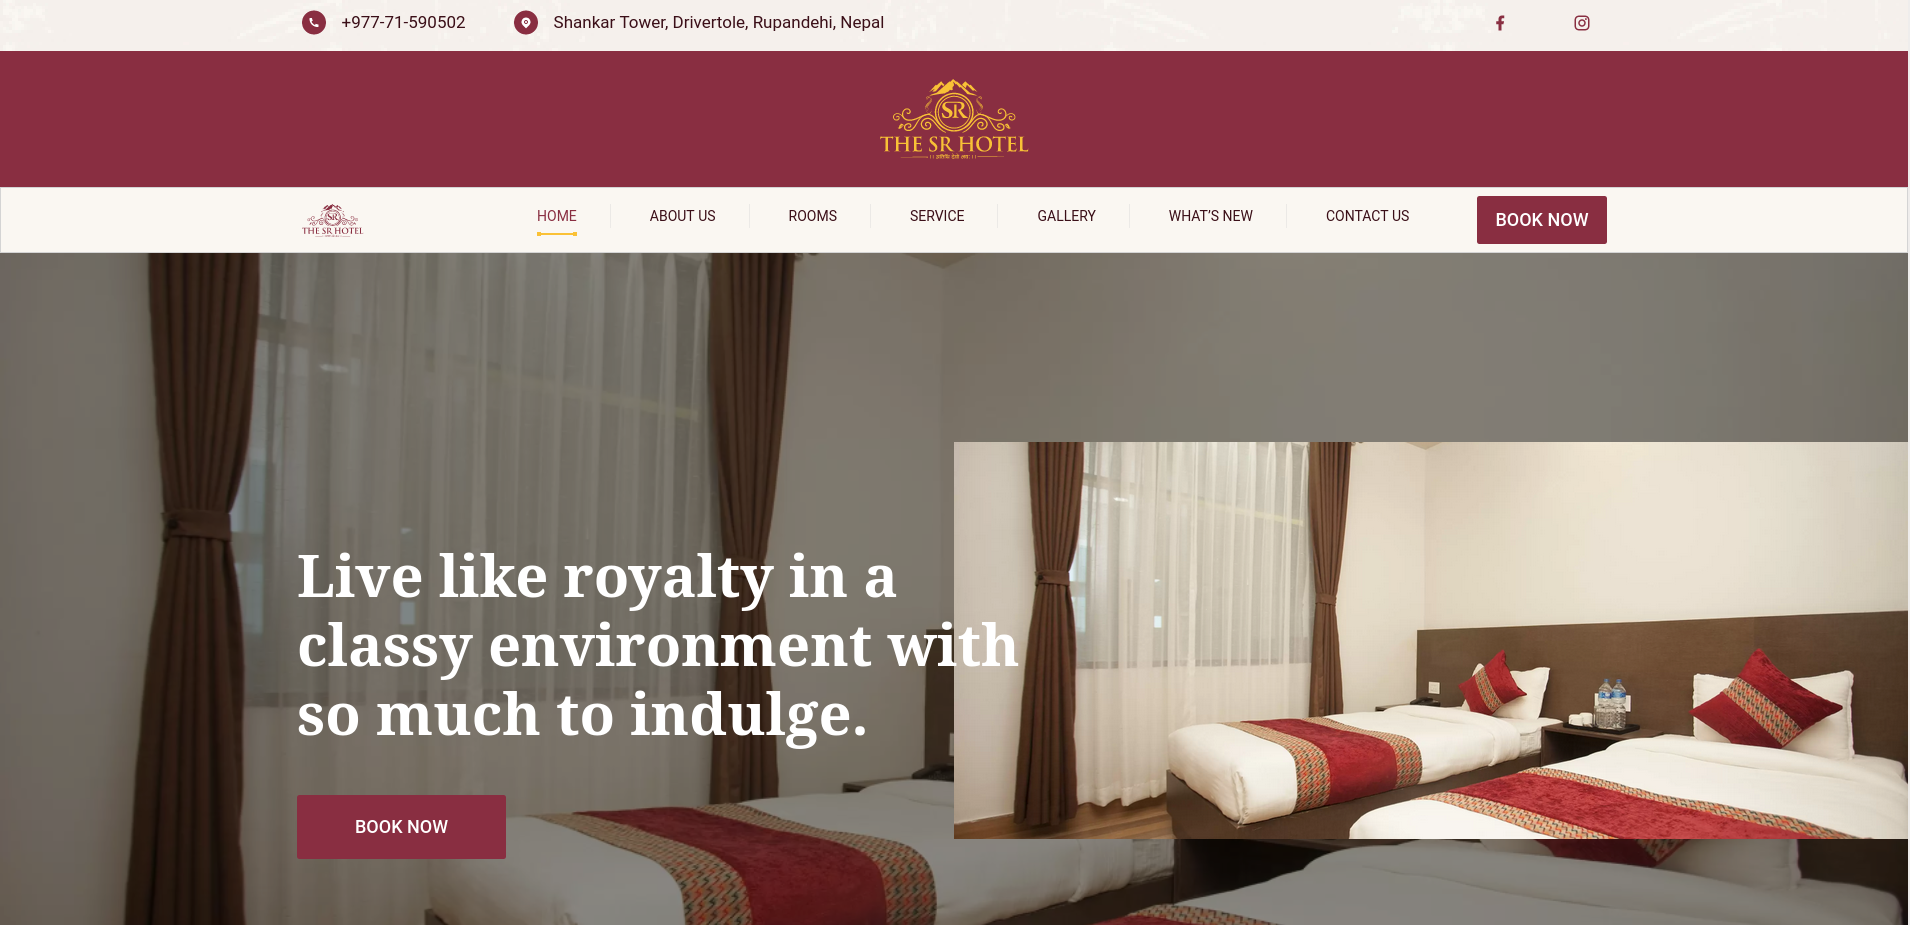 +977-71-590502
Shankar Tower, Drivertole, Rupandehi, Nepal
SR
THE SR HOTEL
SR
THE SR HOTEL
HOME
ABOUT US
ROOMS
SERVICE
GALLERY
WHAT'S NEW
CONTACT US
BOOK NOW
Live like royalty in a
classy environment with
so much to indulge.
BOOK NOW